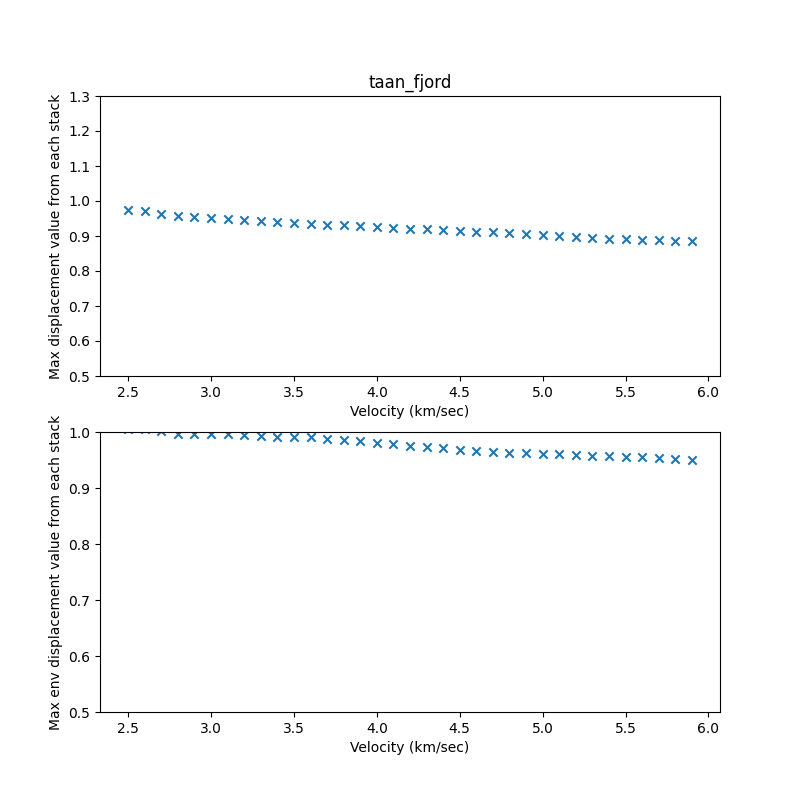 taan_fjord
Max displacement value from each stack
1.3
1.2
1.1
1.0
0.9
0.8
0.7
0.6
0.5
2.5 3.0 3.5 4.0 4.5 5.0 5.5 6.0
Velocity (km/sec)
Max env displacement value from each stack
1.0
0.9
0.8
0.7
0.6
0.5
2.5 3.0 3.5 4.0 4.5 5.0 5.5 6.0
Velocity (km/sec)